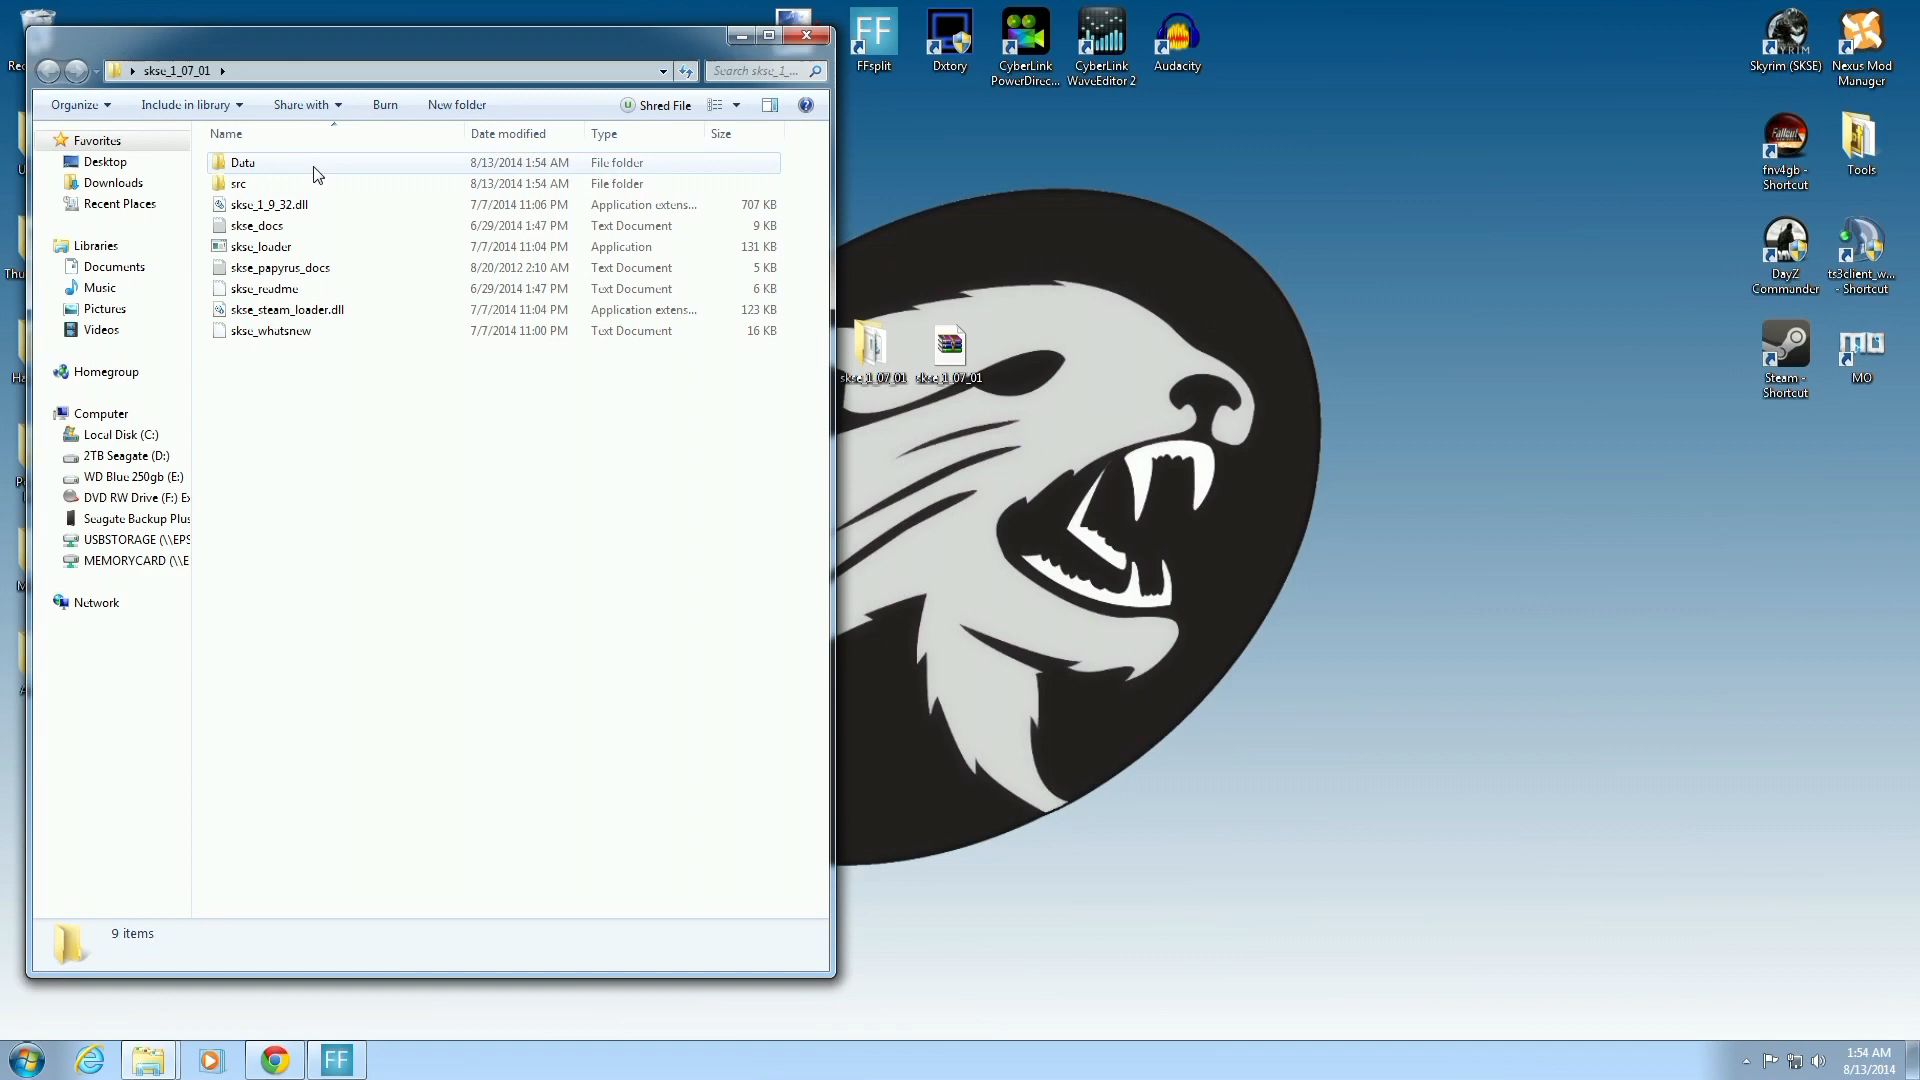 skse_1_07_01
Search skse_1_...
Organize
Include in library
Share with
Burn
New folder
Shred File
Name
Date modified
Type
Size
Data 8/13/2014 1:54 AM File folder
src 8/13/2014 1:54 AM File folder
skse_1_9_32.dll 7/7/2014 11:06 PM Application extens... 707 KB
skse_docs 6/29/2014 1:47 PM Text Document 9 KB
skse_loader 7/7/2014 11:04 PM Application 131 KB
skse_papyrus_docs 8/20/2012 2:10 AM Text Document 5 KB
skse_readme 6/29/2014 1:47 PM Text Document 6 KB
skse_steam_loader.dll 7/7/2014 11:04 PM Application extens... 123 KB
skse_whatsnew 7/7/2014 11:00 PM Text Document 16 KB
Favorites
Desktop
Downloads
Recent Places
Libraries
Documents
Music
Pictures
Videos
Homegroup
Computer
Local Disk (C:)
2TB Seagate (D:)
WD Blue 250gb (E:)
DVD RW Drive (F:) Ex
Seagate Backup Plus
USBSTORAGE (\\EPS
MEMORYCARD (\\E
Network
9 items
FF
FFsplit
Dxtory
CyberLink
PowerDirec...
CyberLink
WaveEditor 2
Audacity
skse_1_07_01
skse_1_07_01
SKYRIM
Skyrim (SKSE)
Nexus Mod
Manager
Fallout
fnv4gb -
Shortcut
Tools
DayZ
Commander
ts3client_w...
- Shortcut
Steam -
Shortcut
MO
MO
FF
1:54 AM
8/13/2014